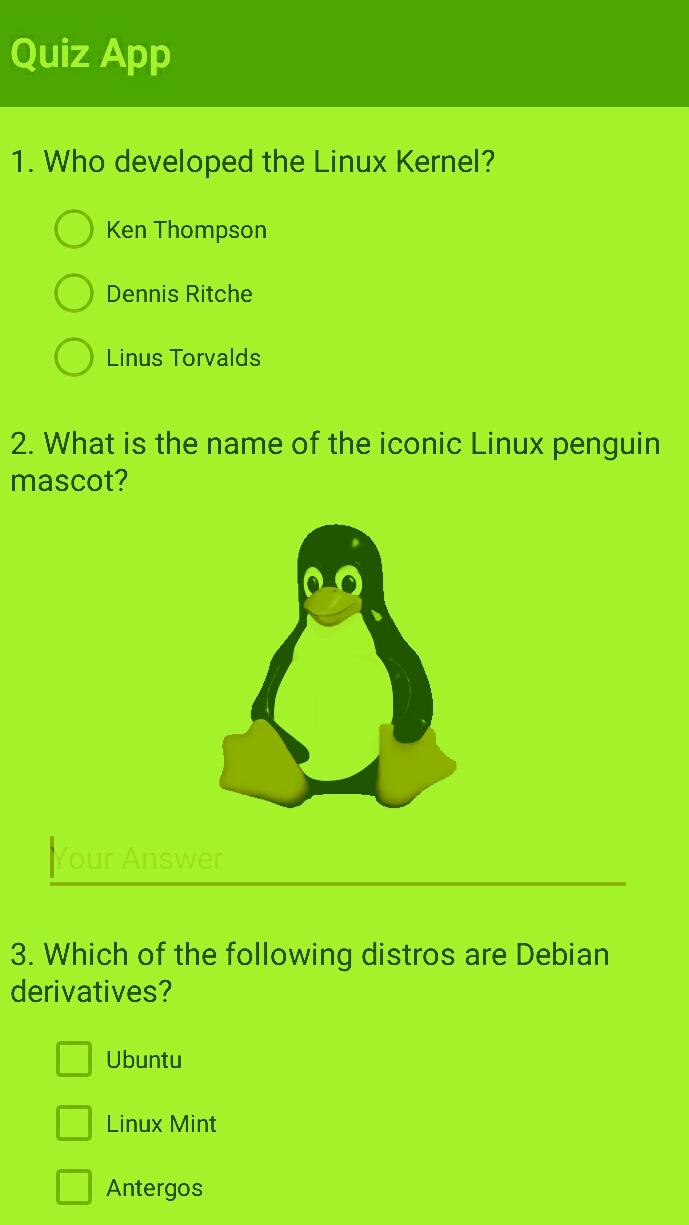 Quiz App
1. Who developed the Linux Kernel?
Ken Thompson
Dennis Ritche
Linus Torvalds
2. What is the name of the iconic Linux penguin
mascot?
Your Answer
3. Which of the following distros are Debian
derivatives?
Ubuntu
Linux Mint
Antergos